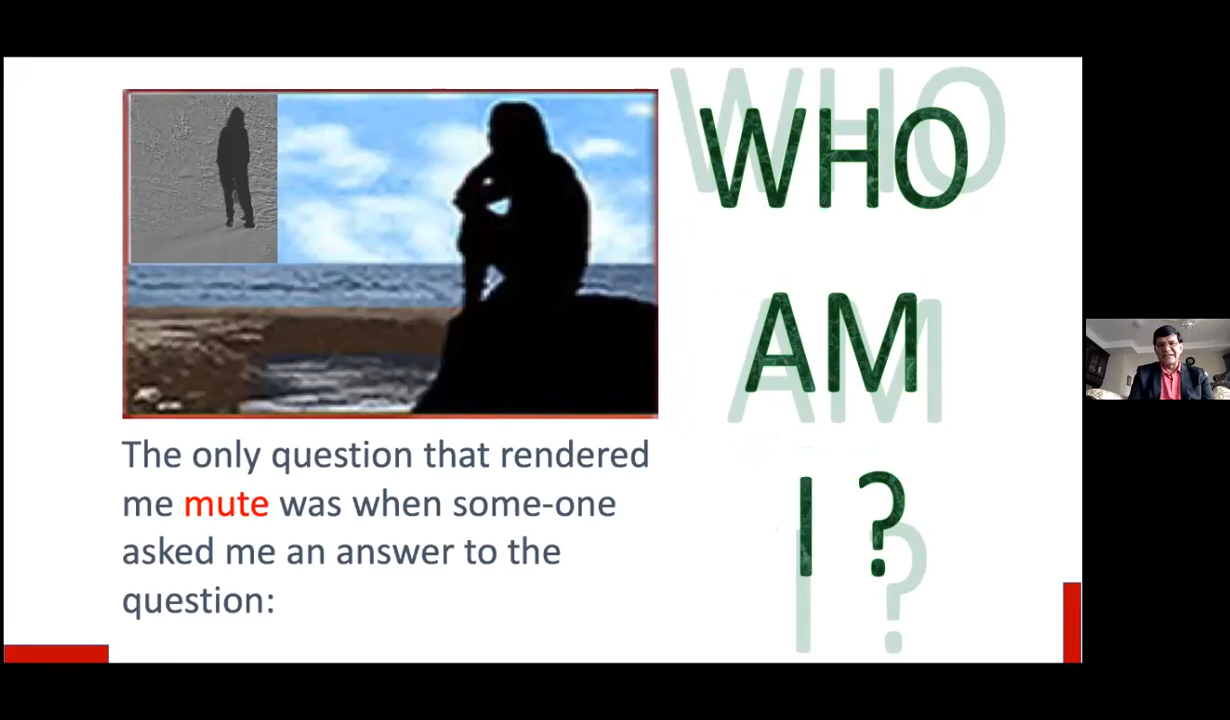 The only question that rendered
me mute was when some-one
asked me an answer to the
question:
WHO
AM
I ?